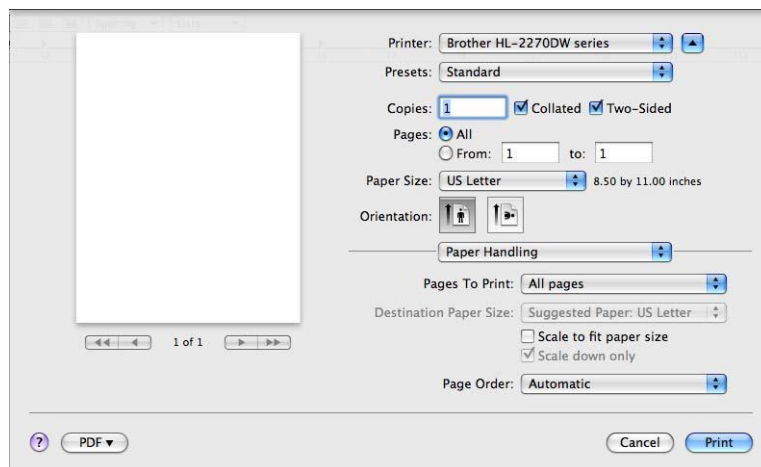 Printer: Brother HL-2270DW series
Presets: Standard
Copies: 1 Collated Two-Sided
Pages: All
From: 1 to: 1
Paper Size: US Letter 8.50 by 11.00 inches
Orientation:
Paper Handling
Pages To Print: All pages
Destination Paper Size: Suggested Paper: US Letter
Scale to fit paper size
1 of 1
Scale down only
Page Order: Automatic
? PDF Cancel Print